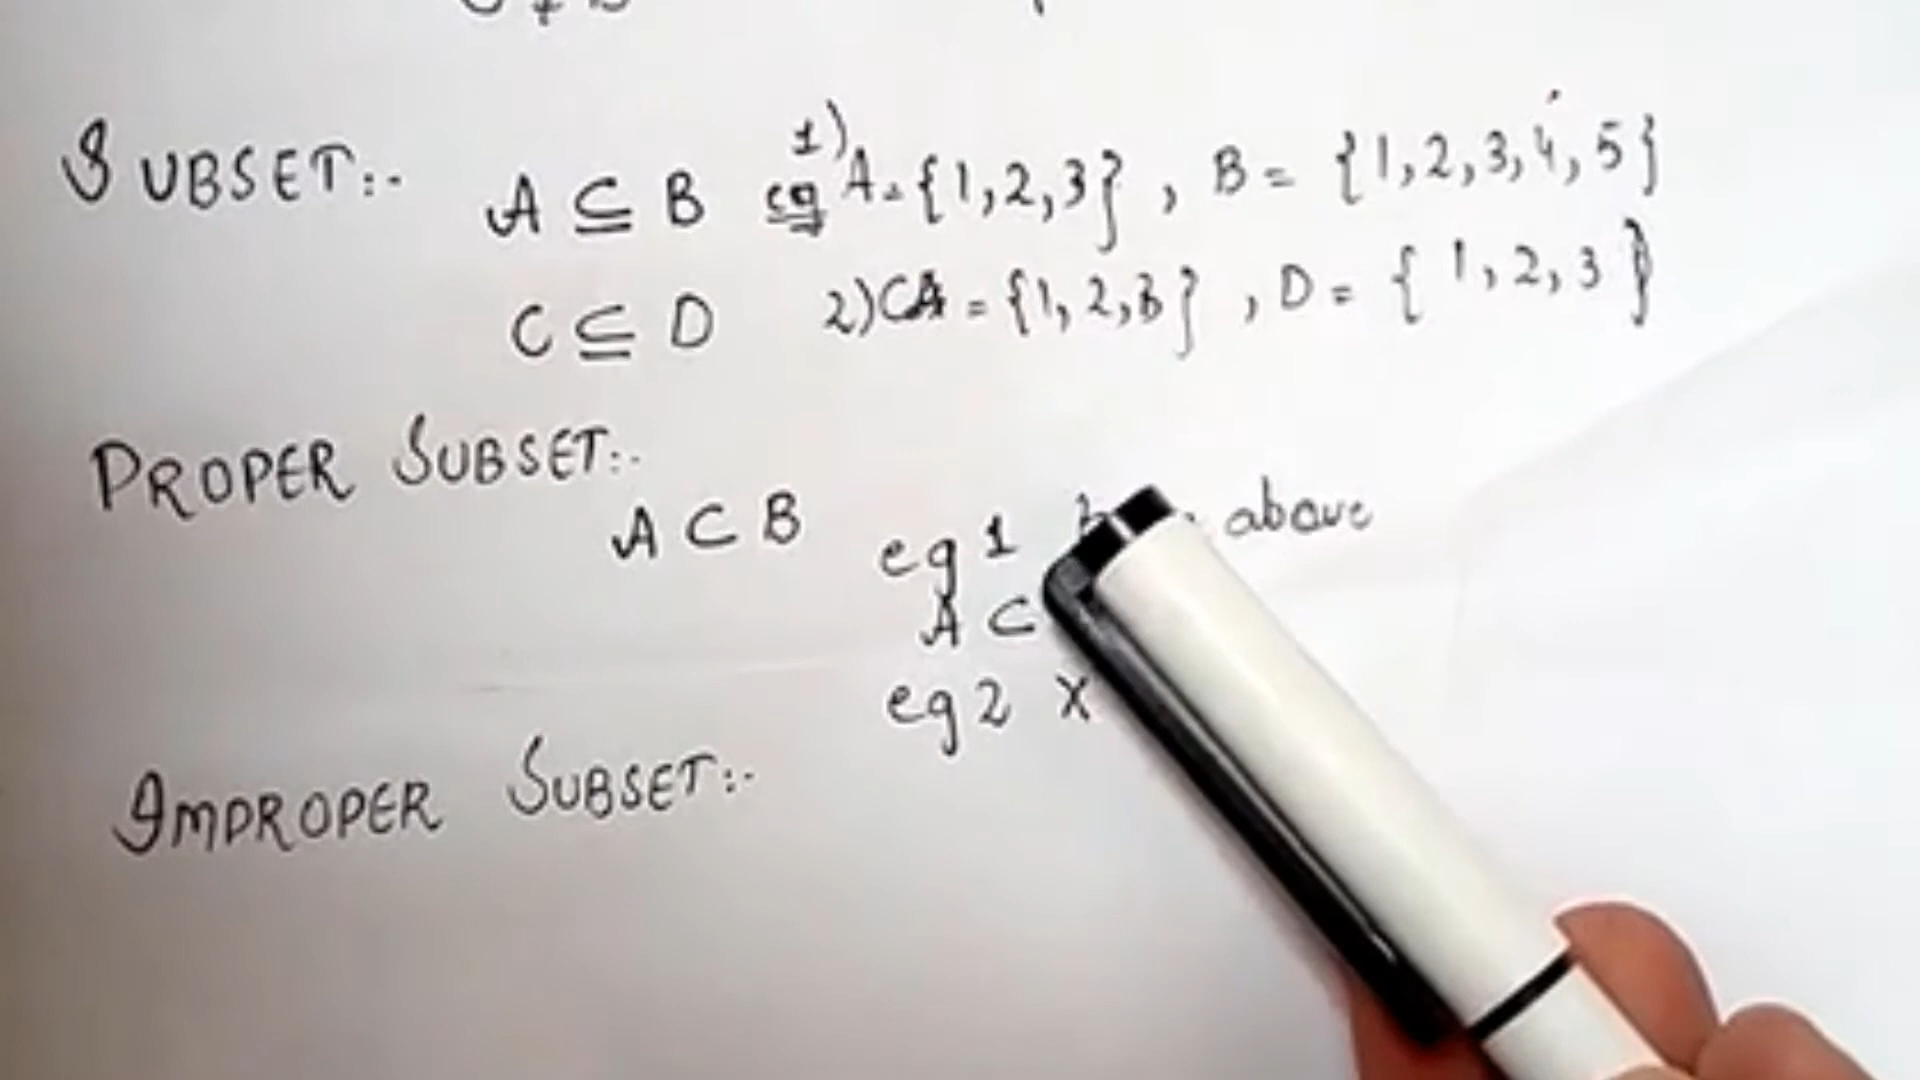 SUBSET:- A ⊆ B eg 1) A = {1,2,3} , B = {1,2,3,4,5}
C ⊆ D 2) C = {1,2,3} , D = {1,2,3}
PROPER SUBSET:-
A ⊂ B eg 1 above
A ⊂
eg 2 x
IMPROPER SUBSET:-